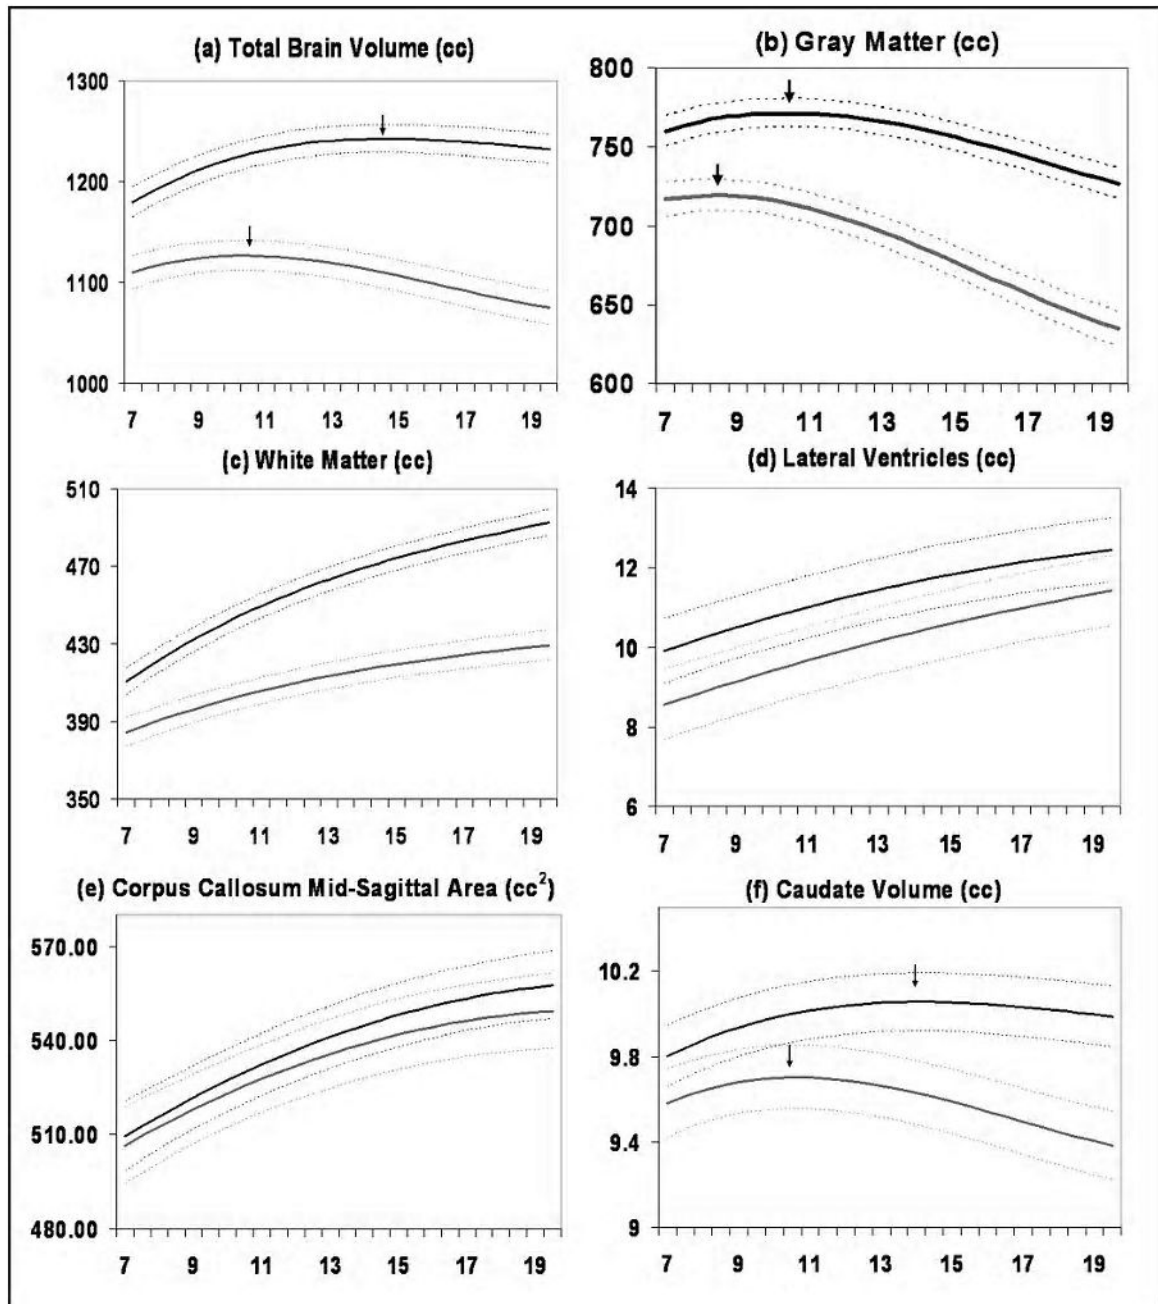 (a) Total Brain Volume (cc)
1300
1200
1100
1000
7 9 11 13 15 17 19
(b) Gray Matter (cc)
800
750
700
650
600
7 9 11 13 15 17 19
(c) White Matter (cc)
510
470
430
390
350
7 9 11 13 15 17 19
(d) Lateral Ventricles (cc)
14
12
10
8
6
7 9 11 13 15 17 19
(e) Corpus Callosum Mid-Sagittal Area (cc²)
570.00
540.00
510.00
480.00
7 9 11 13 15 17 19
(f) Caudate Volume (cc)
10.2
9.8
9.4
9
7 9 11 13 15 17 19